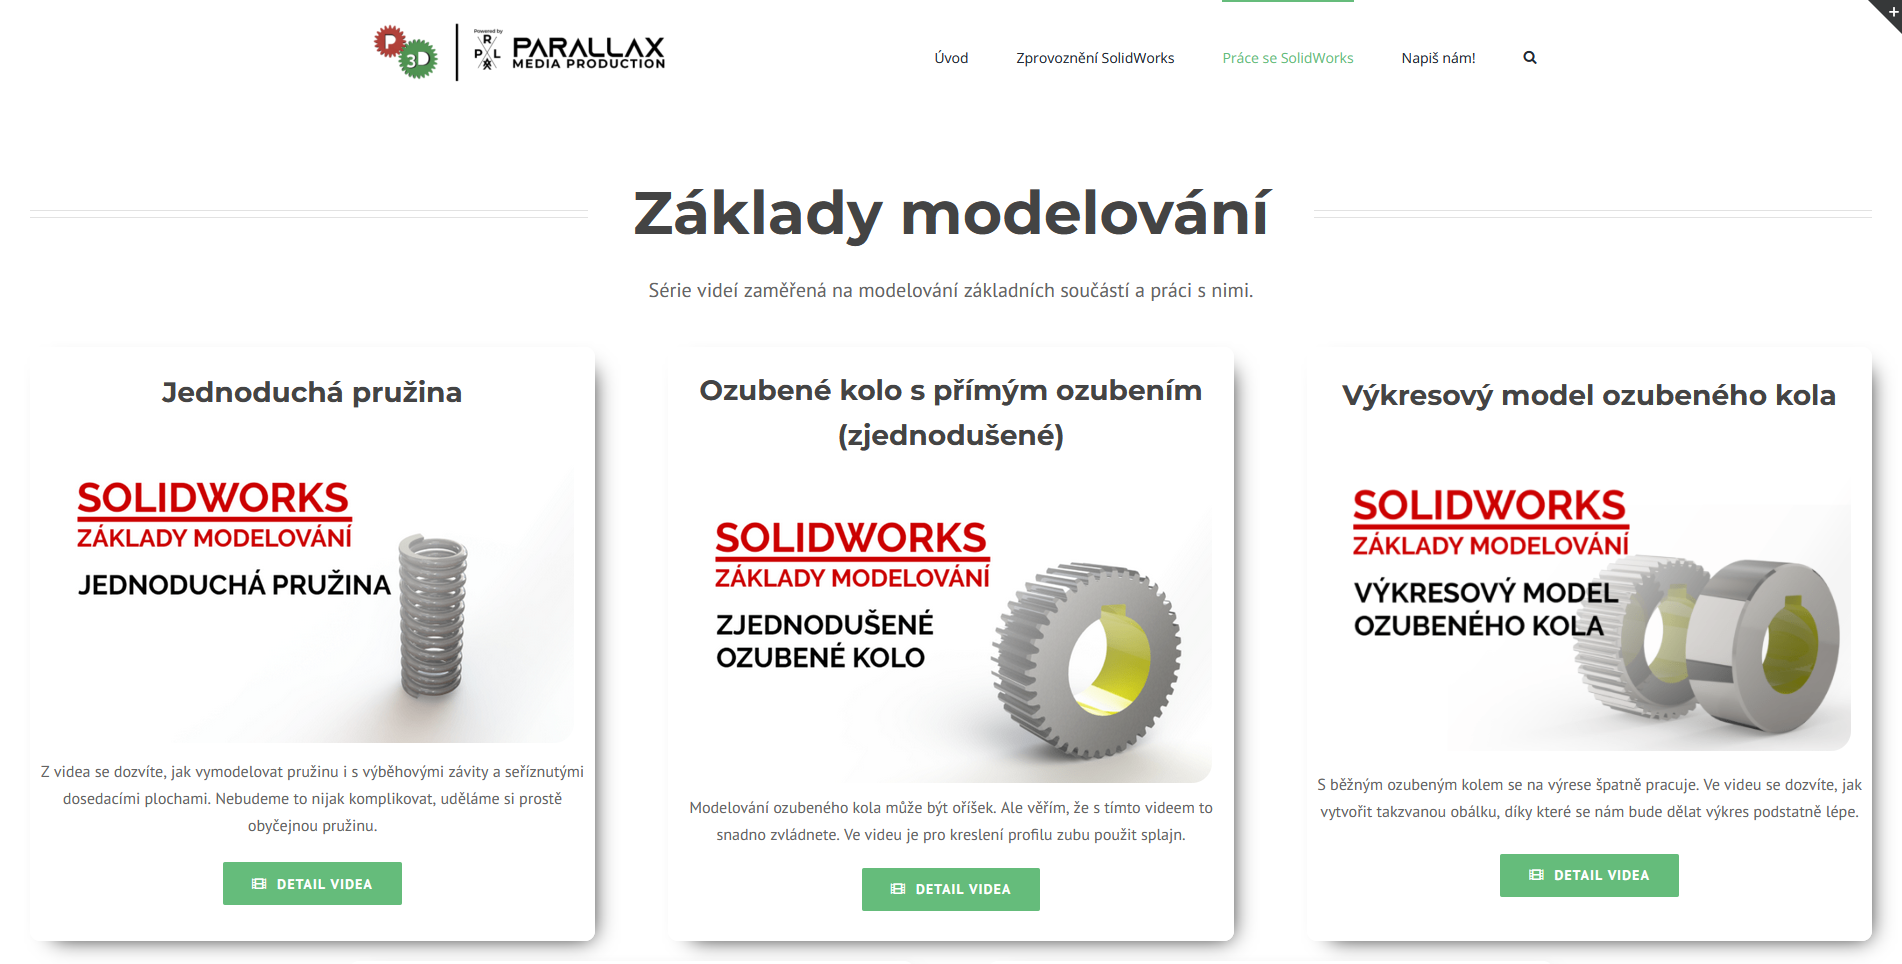 P
3D
Powered by
R
P L
PARALLAX
MEDIA PRODUCTION
Úvod
Zprovoznění SolidWorks
Práce se SolidWorks
Napiš nám!
+
Základy modelování
Série videí zaměřená na modelování základních součástí a práci s nimi.
Jednoduchá pružina
SOLIDWORKS
ZÁKLADY MODELOVÁNÍ
JEDNODUCHÁ PRUŽINA
Z videa se dozvíte, jak vymodelovat pružinu i s výběhovými závity a seříznutými
dosedacími plochami. Nebudeme to nijak komplikovat, uděláme si prostě
obyčejnou pružinu.
DETAIL VIDEA
Ozubené kolo s přímým ozubením
(zjednodušené)
SOLIDWORKS
ZÁKLADY MODELOVÁNÍ
ZJEDNODUŠENÉ
OZUBENÉ KOLO
Modelování ozubeného kola může být oříšek. Ale věřím, že s tímto videem to
snadno zvládnete. Ve videu je pro kreslení profilu zubu použit splajn.
DETAIL VIDEA
Výkresový model ozubeného kola
SOLIDWORKS
ZÁKLADY MODELOVÁNÍ
VÝKRESOVÝ MODEL
OZUBENÉHO KOLA
S běžným ozubeným kolem se na výrese špatně pracuje. Ve videu se dozvíte, jak
vytvořit takzvanou obálku, díky které se nám bude dělat výkres podstatně lépe.
DETAIL VIDEA